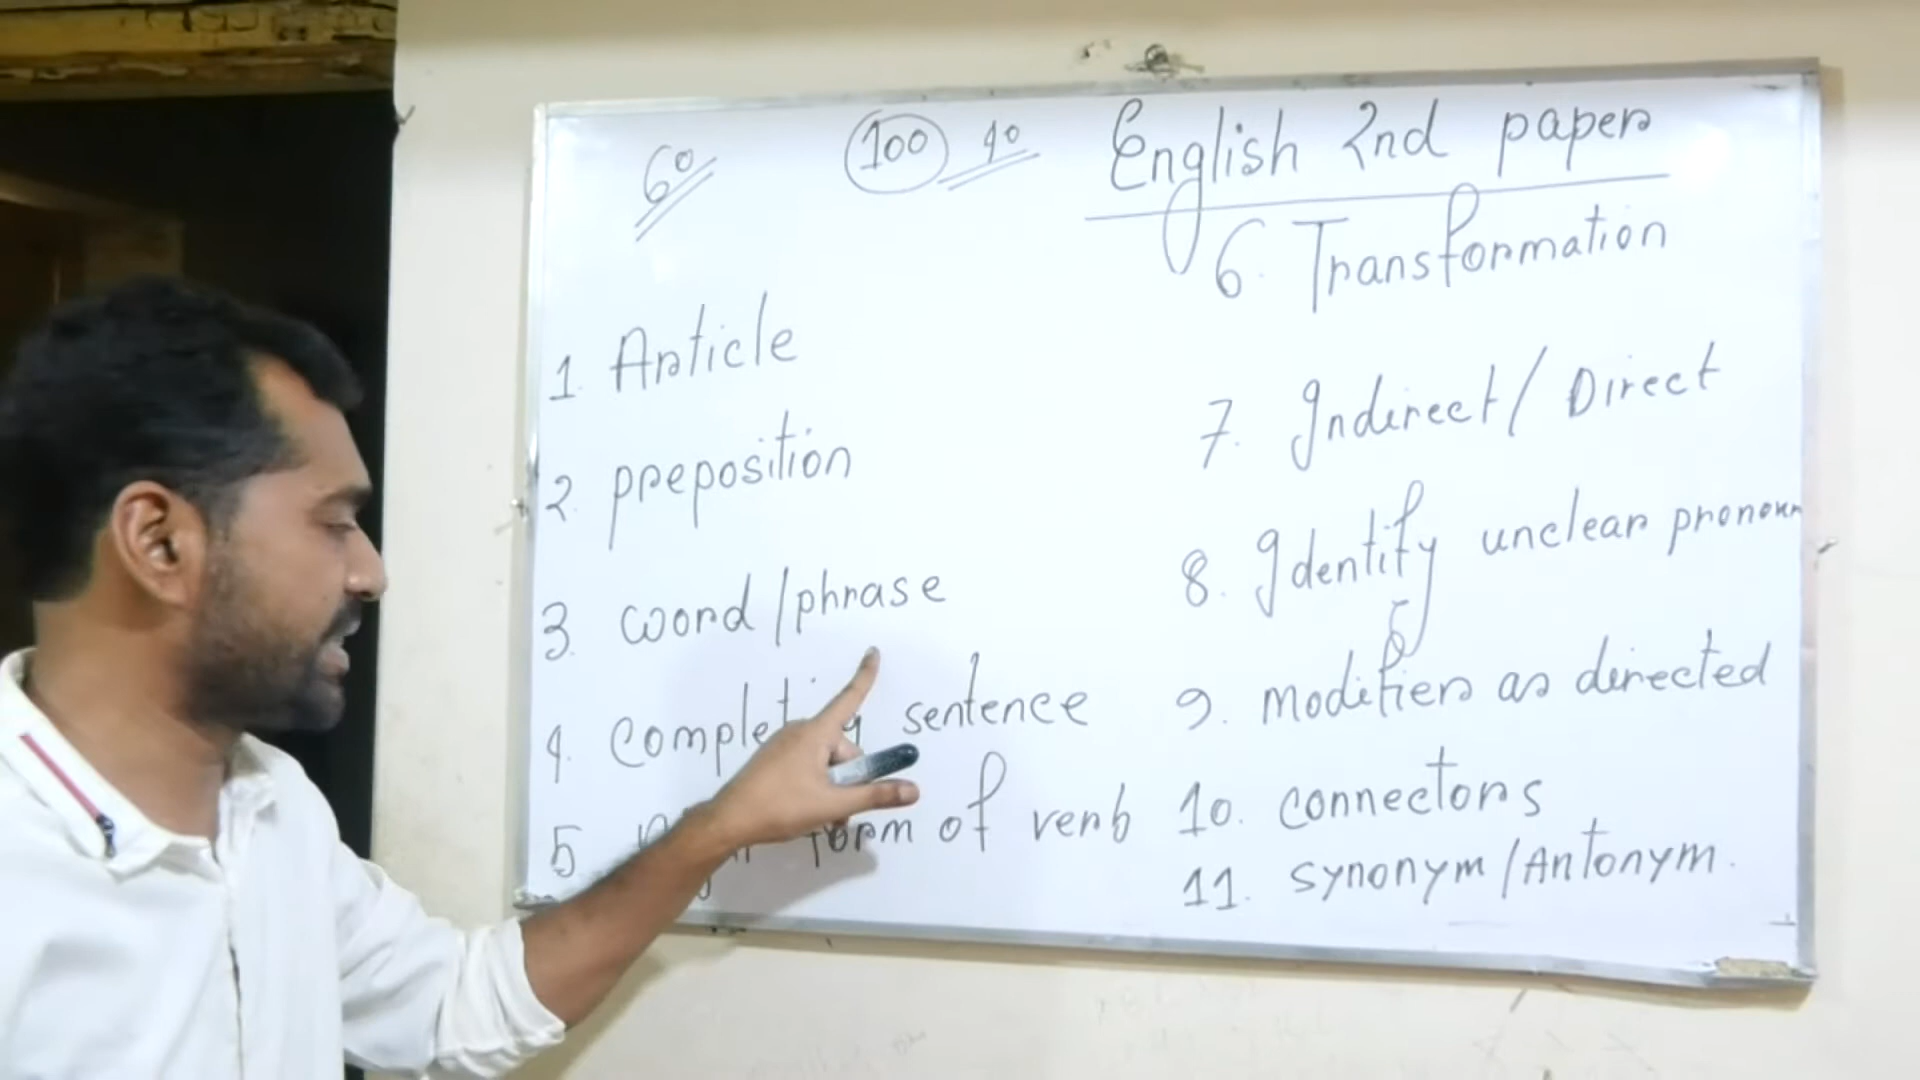 60 100 40 English 2nd paper
1. Article
2. preposition
3. word/phrase
4. completing sentence
5. form of verb
6. Transformation
7. Indirect/Direct
8. Identify unclear pronoun
9. modifiers as directed
10. connectors
11. synonym/Antonym.